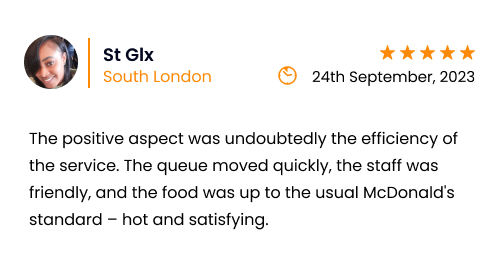 St Glx
South London
24th September, 2023
The positive aspect was undoubtedly the efficiency of
the service. The queue moved quickly, the staff was
friendly, and the food was up to the usual McDonald's
standard – hot and satisfying.